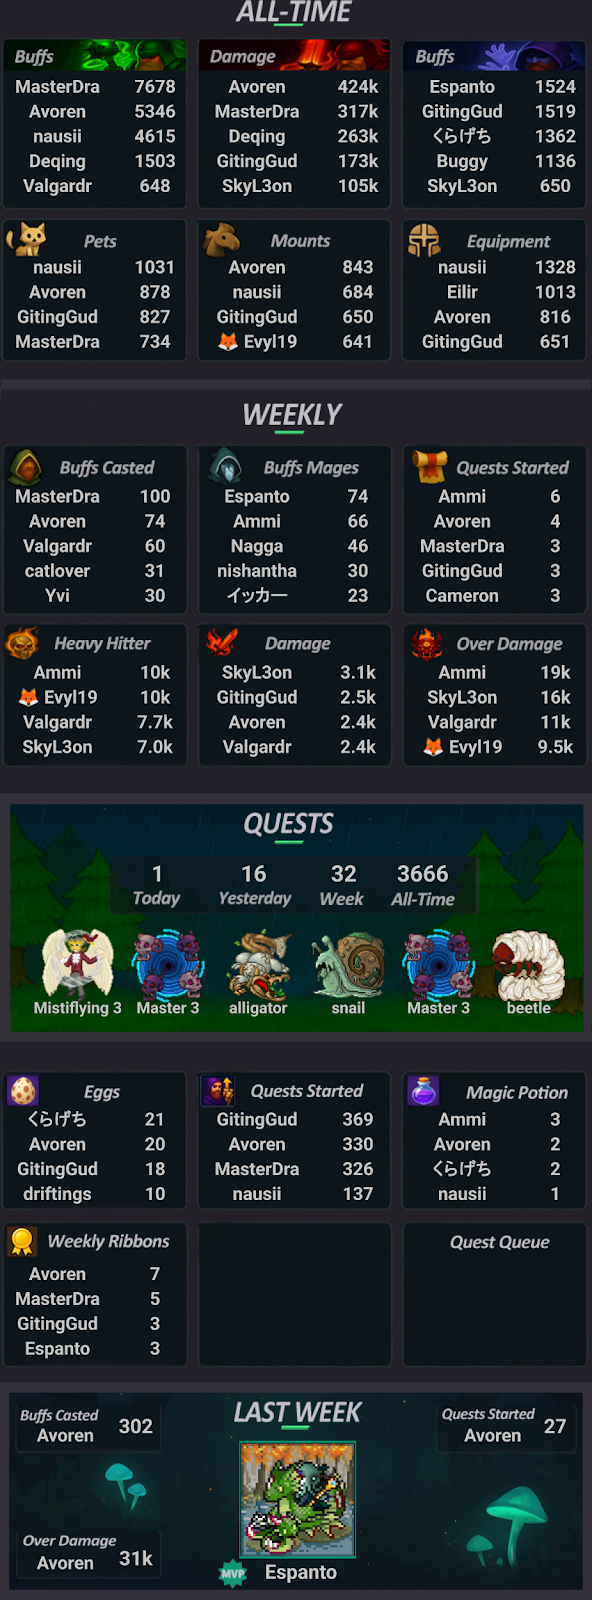 ALL-TIME
Buffs
MasterDra 7678
Avoren 5346
nausii 4615
Deqing 1503
Valgardr 648
Damage
Avoren 424k
MasterDra 317k
Deqing 263k
GitingGud 173k
SkyL3on 105k
Buffs
Espanto 1524
GitingGud 1519
くらげち 1362
Buggy 1136
SkyL3on 650
Pets
nausii 1031
Avoren 878
GitingGud 827
MasterDra 734
Mounts
Avoren 843
nausii 684
GitingGud 650
🦊 Evyl19 641
Equipment
nausii 1328
Eilir 1013
Avoren 816
GitingGud 651
WEEKLY
Buffs Casted
MasterDra 100
Avoren 74
Valgardr 60
catlover 31
Yvi 30
Buffs Mages
Espanto 74
Ammi 66
Nagga 46
nishantha 30
イッカー 23
Quests Started
Ammi 6
Avoren 4
MasterDra 3
GitingGud 3
Cameron 3
Heavy Hitter
Ammi 10k
🦊 Evyl19 10k
Valgardr 7.7k
SkyL3on 7.0k
Damage
SkyL3on 3.1k
GitingGud 2.5k
Avoren 2.4k
Valgardr 2.4k
Over Damage
Ammi 19k
SkyL3on 16k
Valgardr 11k
🦊 Evyl19 9.5k
QUESTS
1 16 32 3666
Today Yesterday Week All-Time
Mistiflying 3 Master 3 alligator snail Master 3 beetle
Eggs
くらげち 21
Avoren 20
GitingGud 18
driftings 10
Quests Started
GitingGud 369
Avoren 330
MasterDra 326
nausii 137
Magic Potion
Ammi 3
Avoren 2
くらげち 2
nausii 1
Weekly Ribbons
Avoren 7
MasterDra 5
GitingGud 3
Espanto 3
Quest Queue
LAST WEEK
Buffs Casted
Avoren 302
Quests Started
Avoren 27
Over Damage
Avoren 31k
MVP Espanto